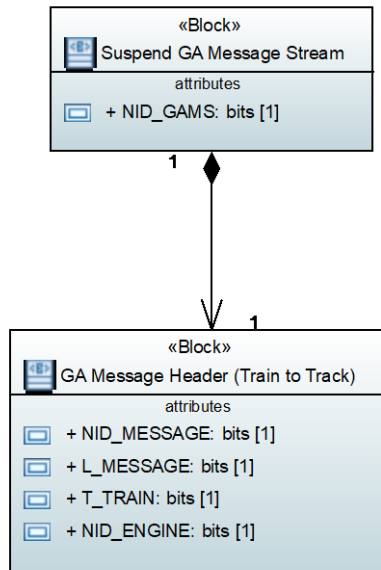 «Block»
Suspend GA Message Stream
attributes
+ NID_GAMS: bits [1]
1
1
«Block»
GA Message Header (Train to Track)
attributes
+ NID_MESSAGE: bits [1]
+ L_MESSAGE: bits [1]
+ T_TRAIN: bits [1]
+ NID_ENGINE: bits [1]